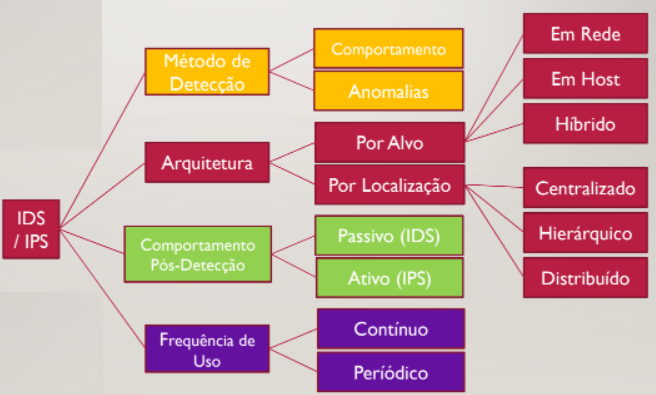 IDS
/ IPS
Método de
Detecção
Comportamento
Anomalias
Arquitetura
Por Alvo
Em Rede
Em Host
Híbrido
Por Localização
Centralizado
Hierárquico
Distribuído
Comportamento
Pós-Detecção
Passivo (IDS)
Ativo (IPS)
Frequência de
Uso
Contínuo
Períódico